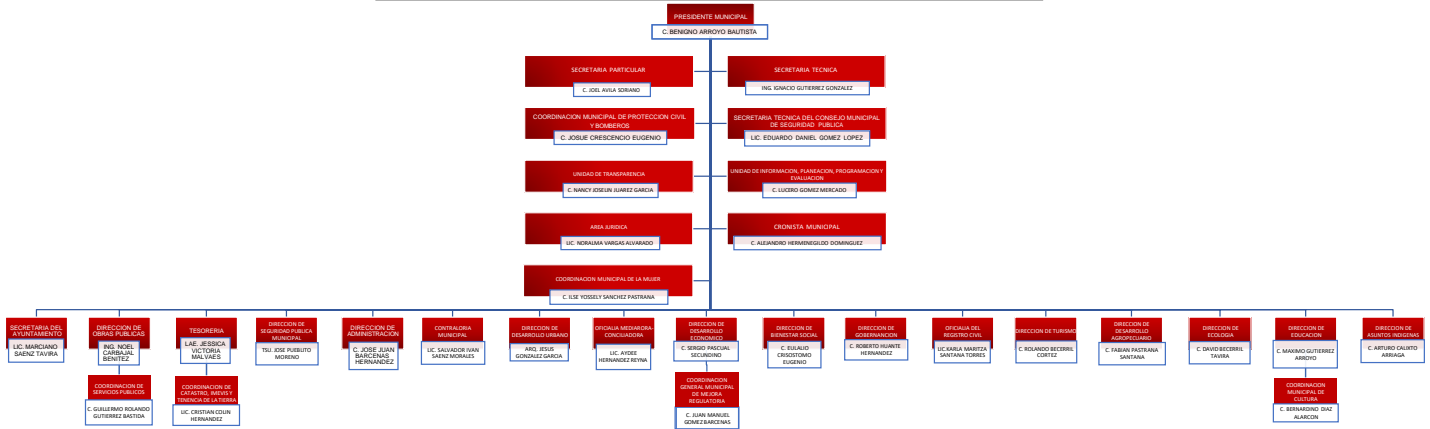 PRESIDENTE MUNICIPAL
C. BENIGNO ARROYO BAUTISTA
SECRETARIA PARTICULAR
C. JOEL AVILA SORIANO
SECRETARIA TECNICA
ING. IGNACIO GUTIERREZ GONZALEZ
COORDINACION MUNICIPAL DE PROTECCION CIVIL
Y BOMBEROS
C. JOSUE CRESCENCIO EUGENIO
SECRETARIA TECNICA DEL CONSEJO MUNICIPAL
DE SEGURIDAD PUBLICA
LIC. EDUARDO DANIEL GOMEZ LOPEZ
UNIDAD DE TRANSPARENCIA
C. NANCY JOSELIN JUAREZ GARCIA
UNIDAD DE INFORMACION, PLANEACION, PROGRAMACION Y
EVALUACION
C. LUCERO GOMEZ MERCADO
AREA JURIDICA
LIC. NORALMA VARGAS ALVARADO
CRONISTA MUNICIPAL
C. ALEJANDRO HERMENEGILDO DOMINGUEZ
COORDINACION MUNICIPAL DE LA MUJER
C. ILSE YOSSELY SANCHEZ PASTRANA
SECRETARIA DEL
AYUNTAMIENTO
LIC. MARCIANO
SAENZ TAVIRA
DIRECCION DE
OBRAS PUBLICAS
ING. NOEL
CARBAJAL
BENITEZ
COORDINACION DE
SERVICIOS PUBLICOS
C. GUILLERMO ROLANDO
GUTIERREZ BASTIDA
TESORERIA
LAE. JESSICA
VICTORIA
MALVAES
COORDINACION DE
CATASTRO, IMEVIS Y
TENENCIA DE LA TIERRA
LIC. CRISTIAN COLIN
HERNANDEZ
DIRECCION DE
SEGURIDAD PUBLICA
MUNICIPAL
TSU. JOSE PUEBLITO
MORENO
DIRECCION DE
ADMINISTRACION
C. JOSE JUAN
BARCENAS
HERNANDEZ
CONTRALORIA
MUNICIPAL
LIC. SALVADOR IVAN
SAENZ MORALES
DIRECCION DE
DESARROLLO URBANO
ARQ. JESUS
GONZALEZ GARCIA
OFICIALIA MEDIARORA-
CONCILIADORA
LIC. AYDEE
HERNANDEZ REYNA
DIRECCION DE
DESARROLLO
ECONOMICO
C. SERGIO PASCUAL
SECUNDINO
COORDINACION
GENERAL MUNICIPAL
DE MEJORA
REGULATORIA
C. JUAN MANUEL
GOMEZ BARCENAS
DIRECCION DE
BIENESTAR SOCIAL
C. EULALIO
CRISOSTOMO
EUGENIO
DIRECCION DE
GOBERNANCION
C. ROBERTO HUANTE
HERNANDEZ
OFICIALIA DEL
REGISTRO CIVIL
LIC.KARLA MARITZA
SANTANA TORRES
DIRECCION DE TURISMO
C. ROLANDO BECERRIL
CORTEZ
DIRECCION DE
DESARROLLO
AGROPECUARIO
C. FABIAN PASTRANA
SANTANA
DIRECCION DE
ECOLOGIA
C. DAVID BECERRIL
TAVIRA
DIRECCION DE
EDUCACION
C. MAXIMO GUTIERREZ
ARROYO
COORDINACION
MUNICIPAL DE
CULTURA
C. BERNARDINO DIAZ
ALARCON
DIRECCION DE
ASUNTOS INDIGENAS
C. ARTURO CALIXTO
ARRIAGA